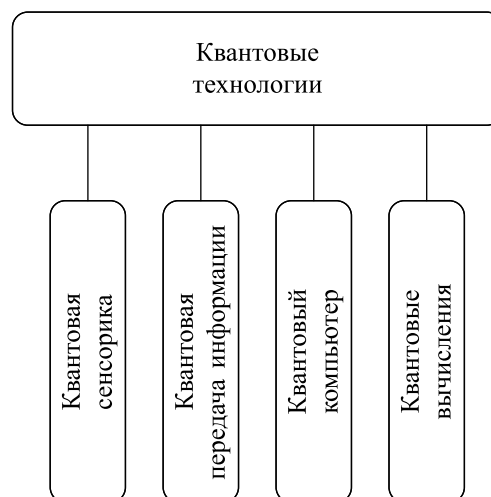 Квантовые
технологии
Квантовая
сенсорика
Квантовая
передача информации
Квантовый
компьютер
Квантовые
вычисления